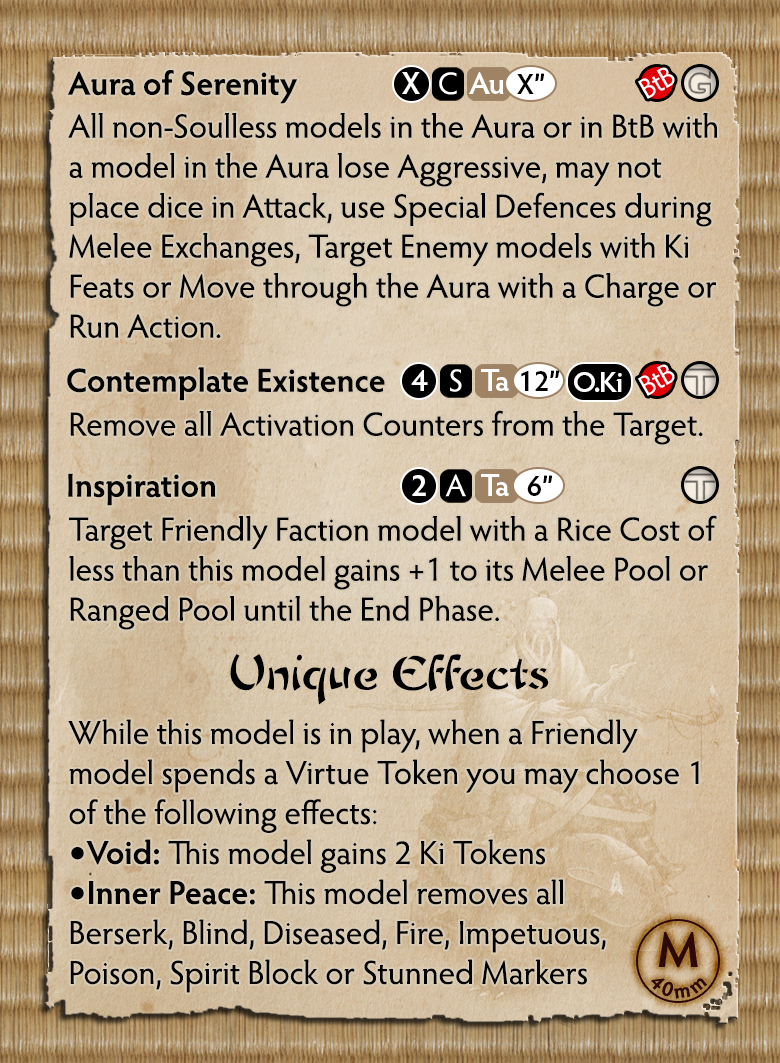 Aura of Serenity X C Au X" BtB G
All non-Soulless models in the Aura or in BtB with
a model in the Aura lose Aggressive, may not
place dice in Attack, use Special Defences during
Melee Exchanges, Target Enemy models with Ki
Feats or Move through the Aura with a Charge or
Run Action.
Contemplate Existence 4 S Ta 12" O.Ki BtB T
Remove all Activation Counters from the Target.
Inspiration 2 A Ta 6" T
Target Friendly Faction model with a Rice Cost of
less than this model gains +1 to its Melee Pool or
Ranged Pool until the End Phase.
Unique Effects
While this model is in play, when a Friendly
model spends a Virtue Token you may choose 1
of the following effects:
•Void: This model gains 2 Ki Tokens
•Inner Peace: This model removes all
Berserk, Blind, Diseased, Fire, Impetuous,
Poison, Spirit Block or Stunned Markers
M
40mm